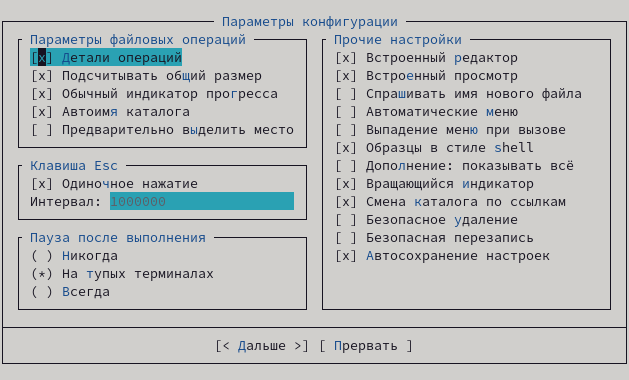 Параметры конфигурации
Параметры файловых операций
[x] Детали операций
[x] Подсчитывать общий размер
[x] Обычный индикатор прогресса
[x] Автоимя каталога
[ ] Предварительно выделить место
Клавиша Esc
[x] Одиночное нажатие
Интервал: 1000000
Пауза после выполнения
( ) Никогда
(*) На тупых терминалах
( ) Всегда
Прочие настройки
[x] Встроенный редактор
[x] Встроенный просмотр
[ ] Спрашивать имя нового файла
[ ] Автоматические меню
[ ] Выпадение меню при вызове
[x] Образцы в стиле shell
[ ] Дополнение: показывать всё
[x] Вращающийся индикатор
[x] Смена каталога по ссылкам
[ ] Безопасное удаление
[ ] Безопасная перезапись
[x] Автосохранение настроек
[< Дальше >] [ Прервать ]